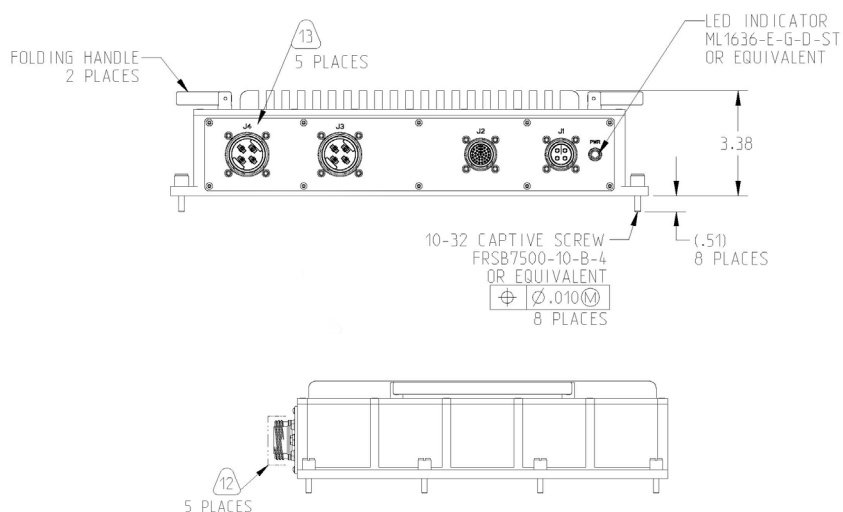 13
5 PLACES
LED INDICATOR
ML1636-E-G-D-ST
OR EQUIVALENT
FOLDING HANDLE
2 PLACES
J4
J3
J2
J1
PWR
3.38
10-32 CAPTIVE SCREW
FRSB7500-10-B-4
OR EQUIVALENT
⌖ Ø.010Ⓜ
8 PLACES
(.51)
8 PLACES
12
5 PLACES